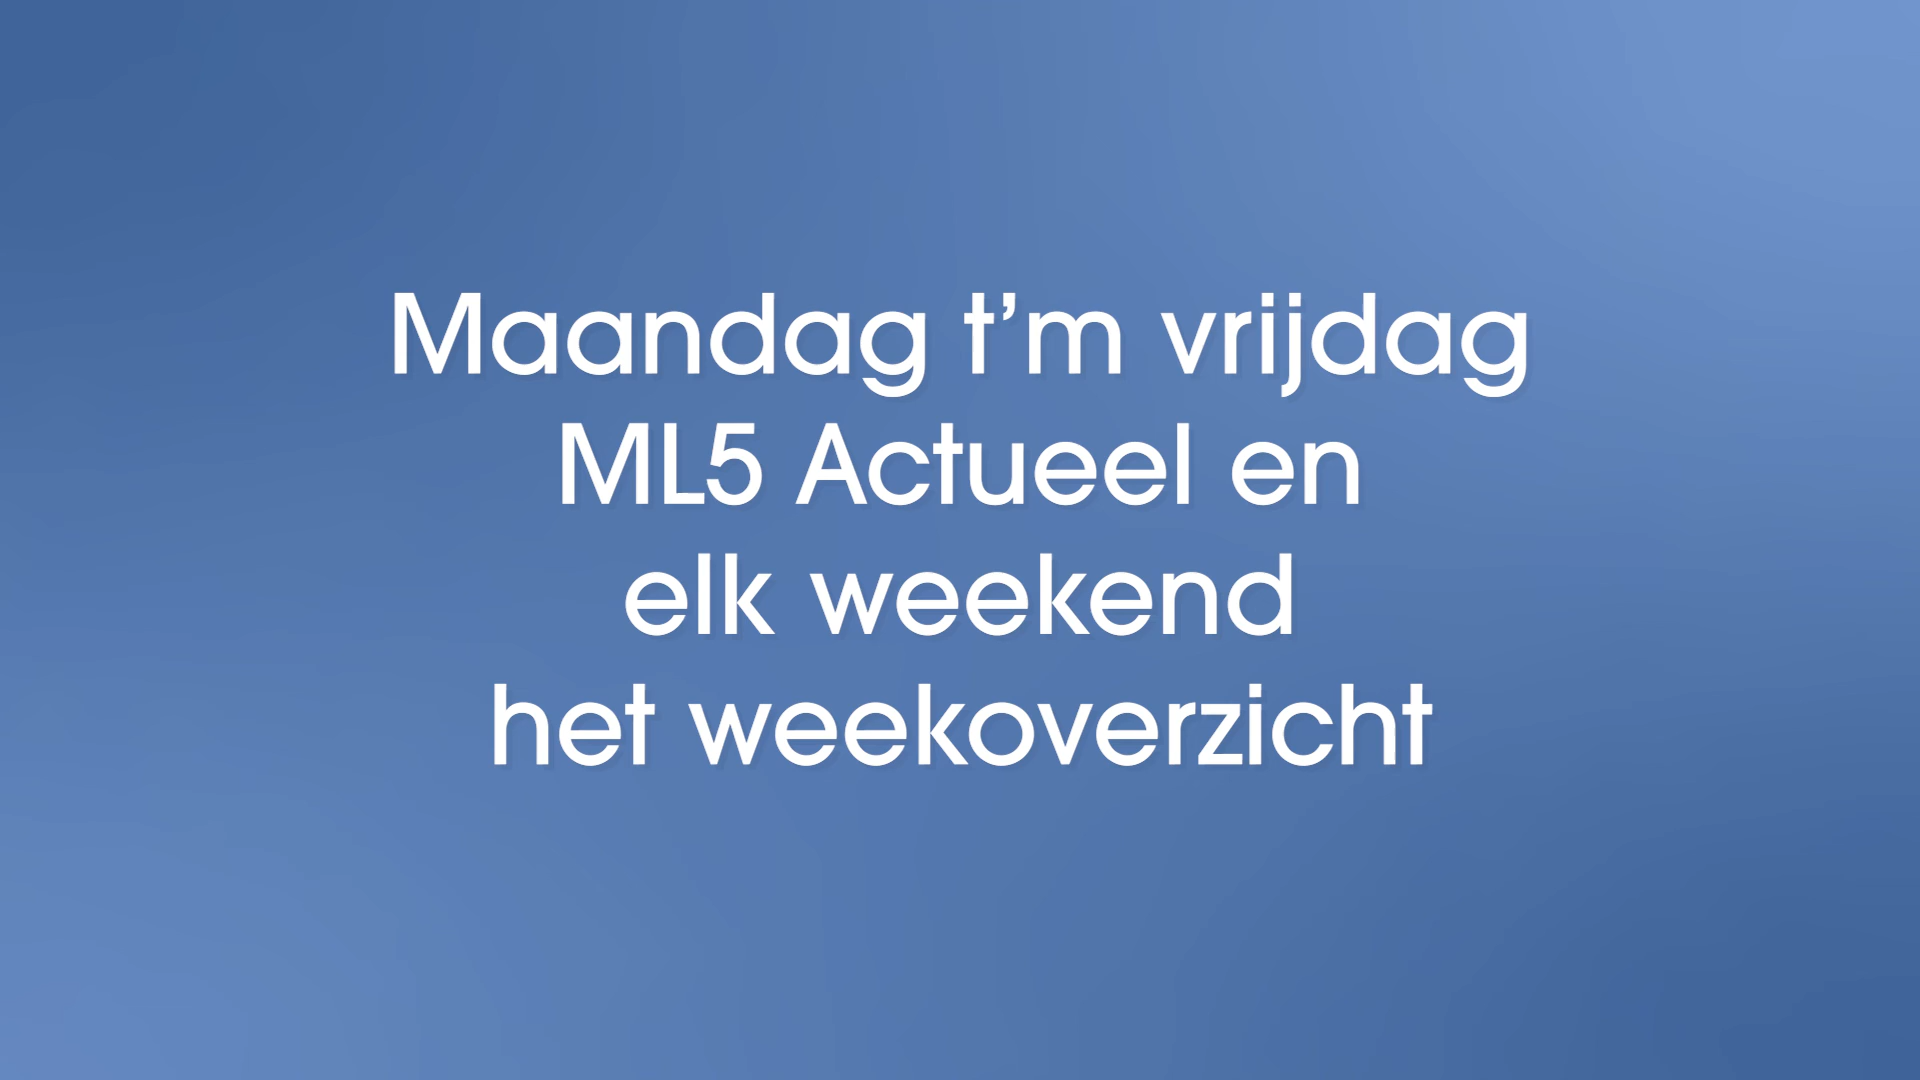 Maandag t’m vrijdag
ML5 Actueel en
elk weekend
het weekoverzicht